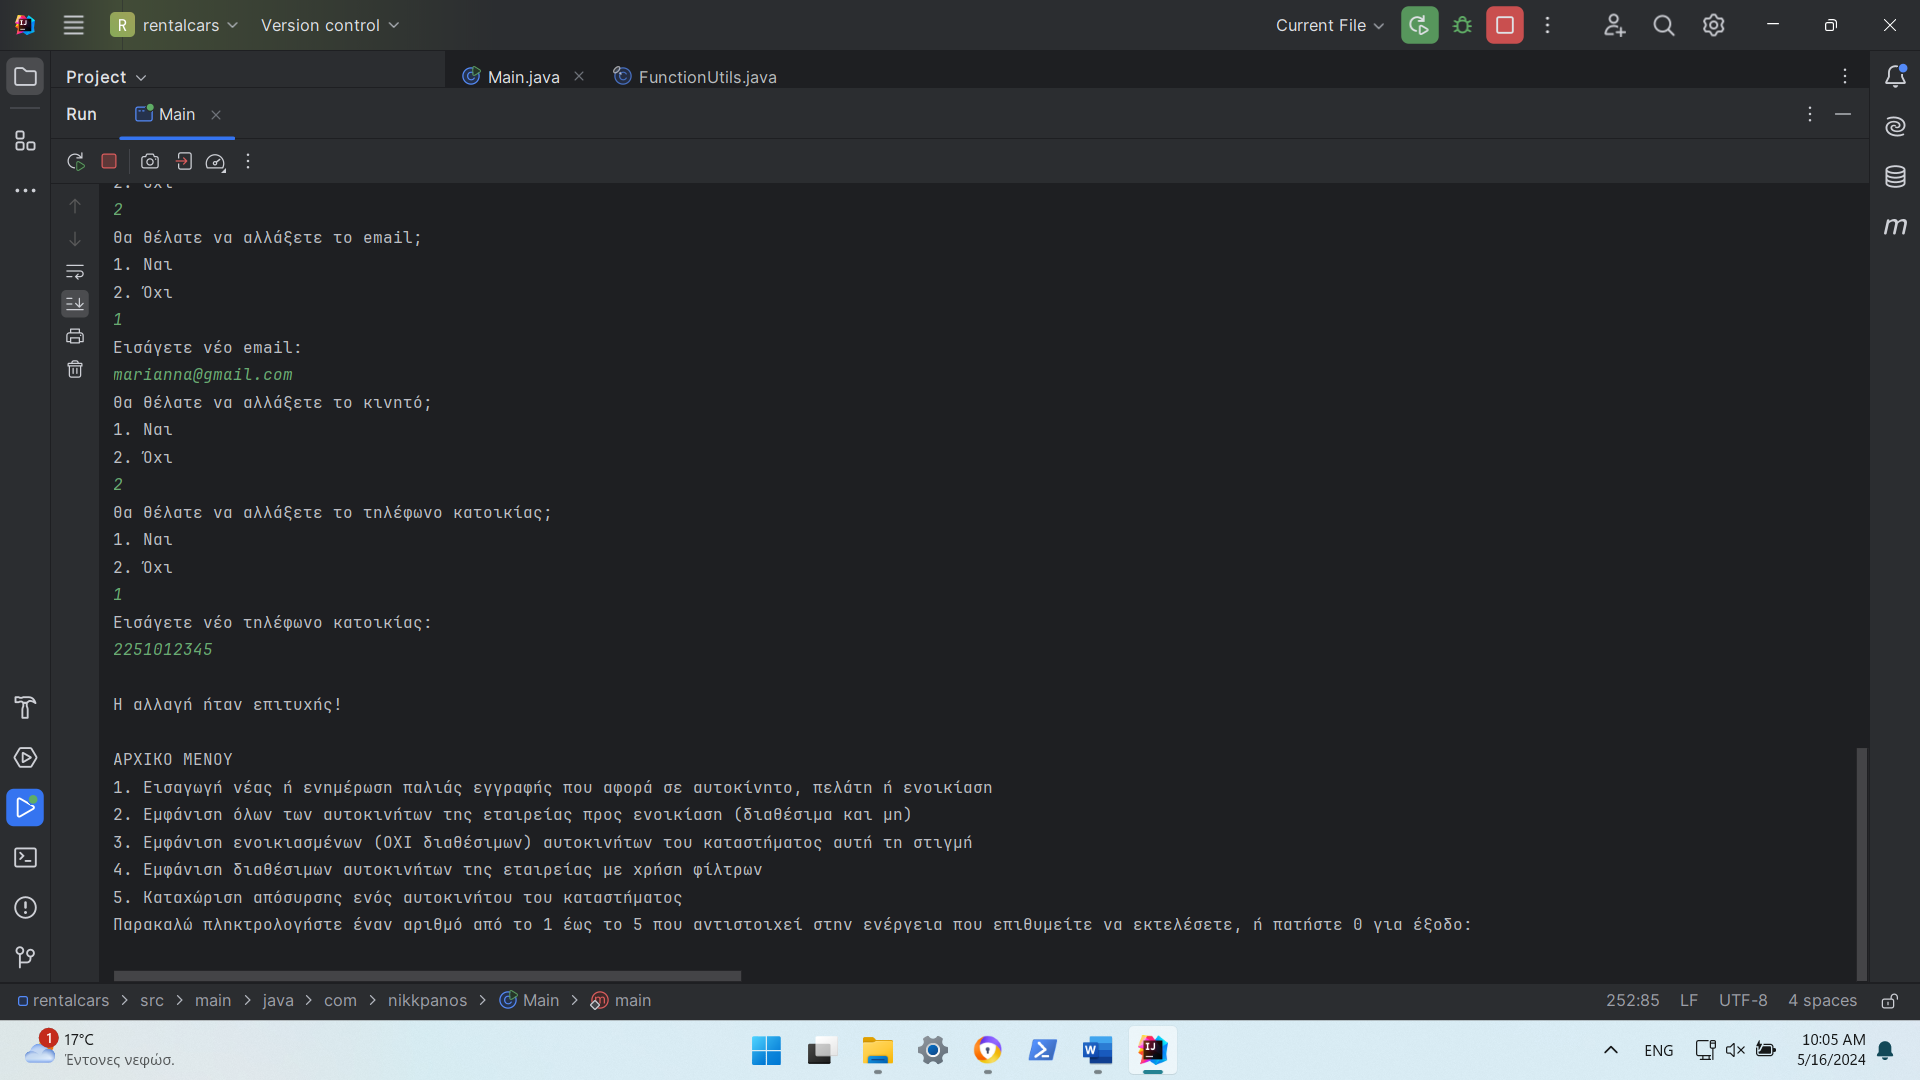 R rentalcars Version control Current File
Project Main.java FunctionUtils.java
Run Main
2. Όχι
2
Θα θέλατε να αλλάξετε το email;
1. Ναι
2. Όχι
1
Εισάγετε νέο email:
marianna@gmail.com
Θα θέλατε να αλλάξετε το κινητό;
1. Ναι
2. Όχι
2
Θα θέλατε να αλλάξετε το τηλέφωνο κατοικίας;
1. Ναι
2. Όχι
1
Εισάγετε νέο τηλέφωνο κατοικίας:
2251012345
Η αλλαγή ήταν επιτυχής!
ΑΡΧΙΚΟ ΜΕΝΟΥ
1. Εισαγωγή νέας ή ενημέρωση παλιάς εγγραφής που αφορά σε αυτοκίνητο, πελάτη ή ενοικίαση
2. Εμφάνιση όλων των αυτοκινήτων της εταιρείας προς ενοικίαση (διαθέσιμα και μη)
3. Εμφάνιση ενοικιασμένων (ΟΧΙ διαθέσιμων) αυτοκινήτων του καταστήματος αυτή τη στιγμή
4. Εμφάνιση διαθέσιμων αυτοκινήτων της εταιρείας με χρήση φίλτρων
5. Καταχώριση απόσυρσης ενός αυτοκινήτου του καταστήματος
Παρακαλώ πληκτρολογήστε έναν αριθμό από το 1 έως το 5 που αντιστοιχεί στην ενέργεια που επιθυμείτε να εκτελέσετε, ή πατήστε 0 για έξοδο:
rentalcars > src > main > java > com > nikkpanos > Main > main 252:85 LF UTF-8 4 spaces
1 17°C ENG 10:05 AM
Έντονες νεφώσ. 5/16/2024